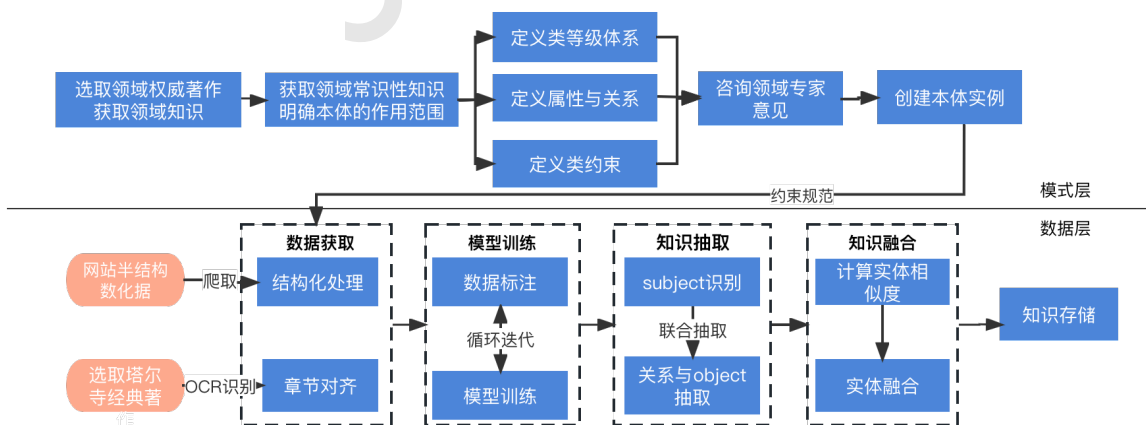 选取领域权威著作
获取领域知识
获取领域常识性知识
明确本体的作用范围
定义类等级体系
定义属性与关系
定义类约束
咨询领域专家
意见
创建本体实例
约束规范
模式层
数据层
数据获取
网站半结构
数化据
爬取
结构化处理
选取塔尔
寺经典著
作
OCR识别
章节对齐
模型训练
数据标注
循环迭代
模型训练
知识抽取
subject识别
联合抽取
关系与object
抽取
知识融合
计算实体相
似度
实体融合
知识存储